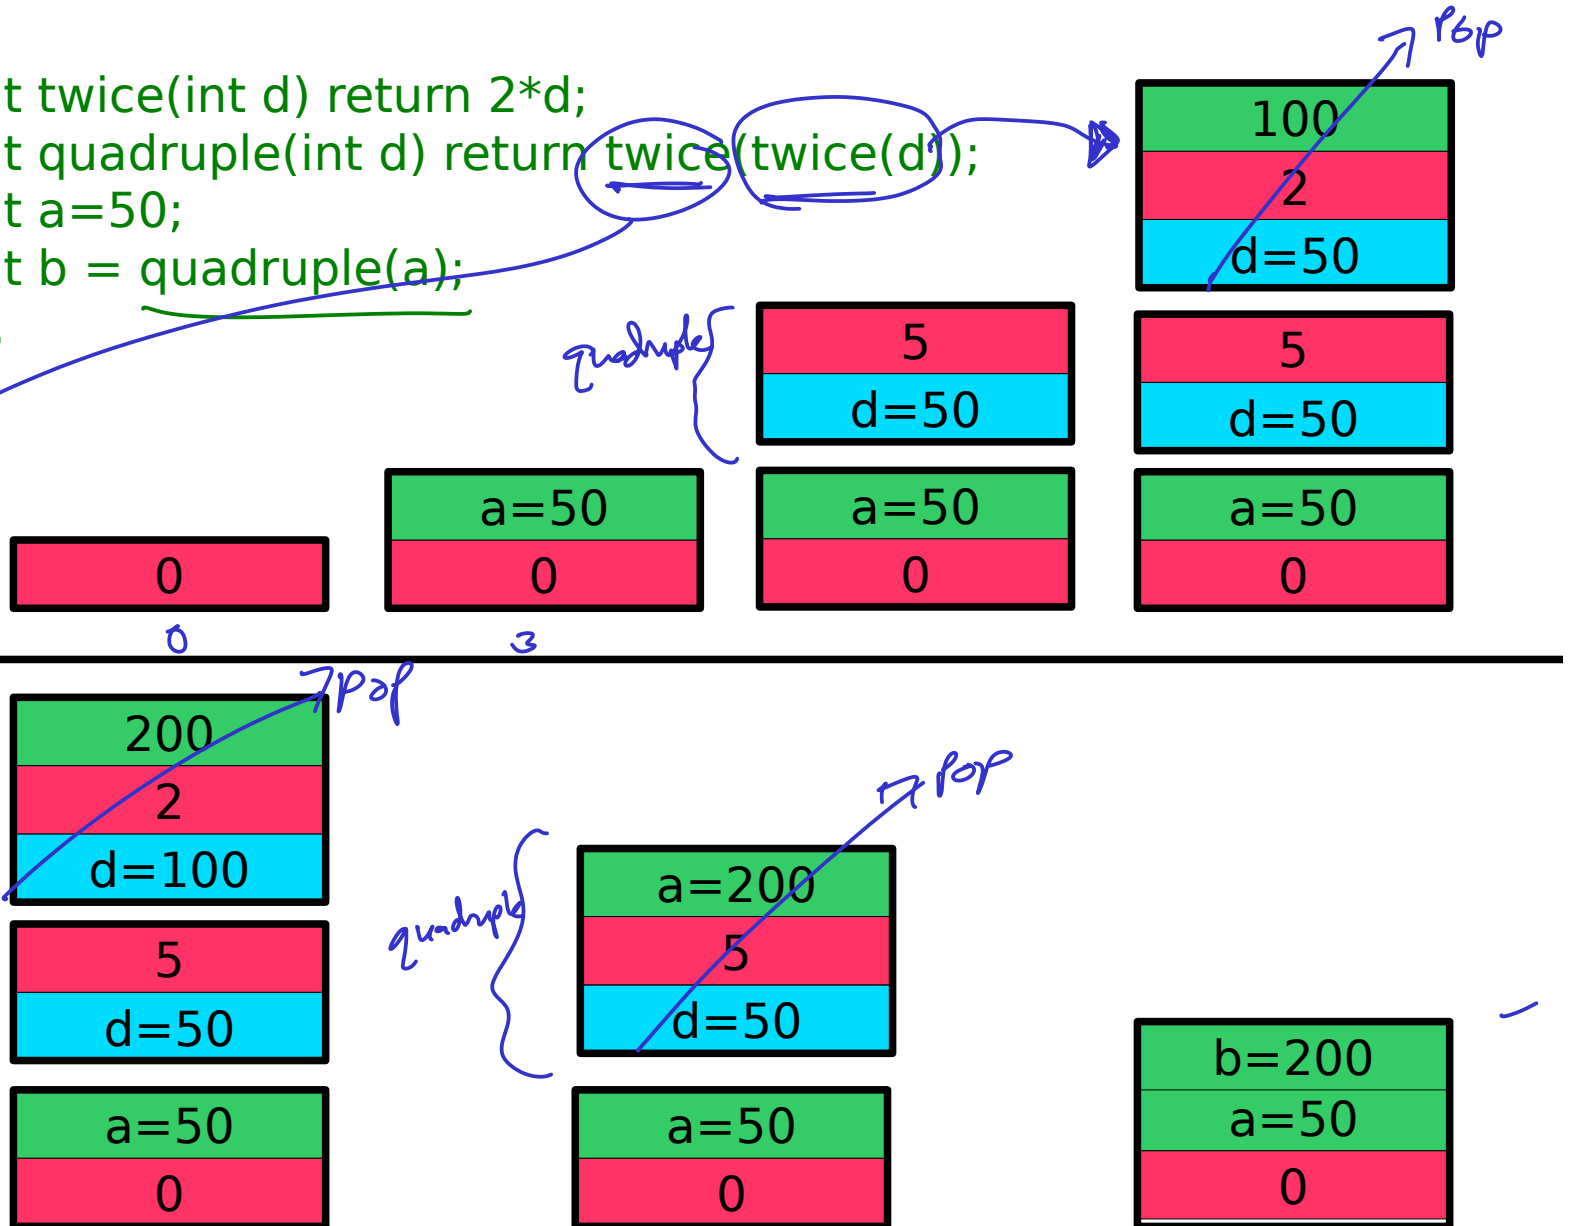 Pop
t twice(int d) return 2*d;
t quadruple(int d) return twice(twice(d));
t a=50;
t b = quadruple(a);
100
2
d=50
quadruple
5
d=50
5
d=50
a=50
0
a=50
0
a=50
0
0
0
3
pop
200
2
d=100
5
d=50
a=50
0
pop
quadruple
a=200
5
d=50
a=50
0
b=200
a=50
0